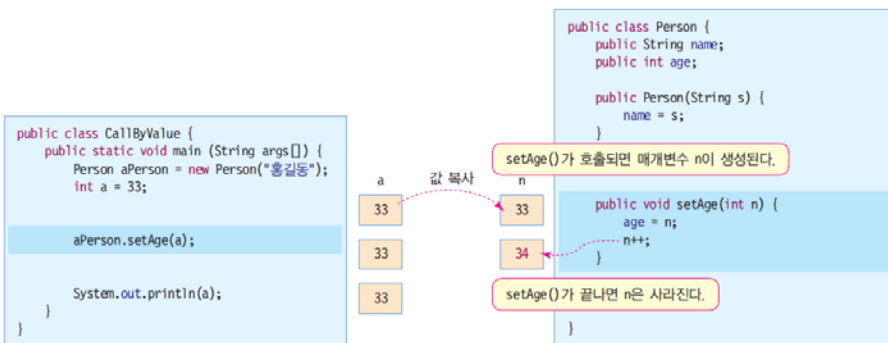 public class CallByValue {
public static void main (String args[]) {
Person aPerson = new Person("홍길동");
int a = 33;
aPerson.setAge(a);
System.out.println(a);
}
}
a
값 복사
n
33
33
33
34
33
public class Person {
public String name;
public int age;
public Person(String s) {
name = s;
}
setAge()가 호출되면 매개변수 n이 생성된다.
public void setAge(int n) {
age = n;
n++;
}
setAge()가 끝나면 n은 사라진다.
}